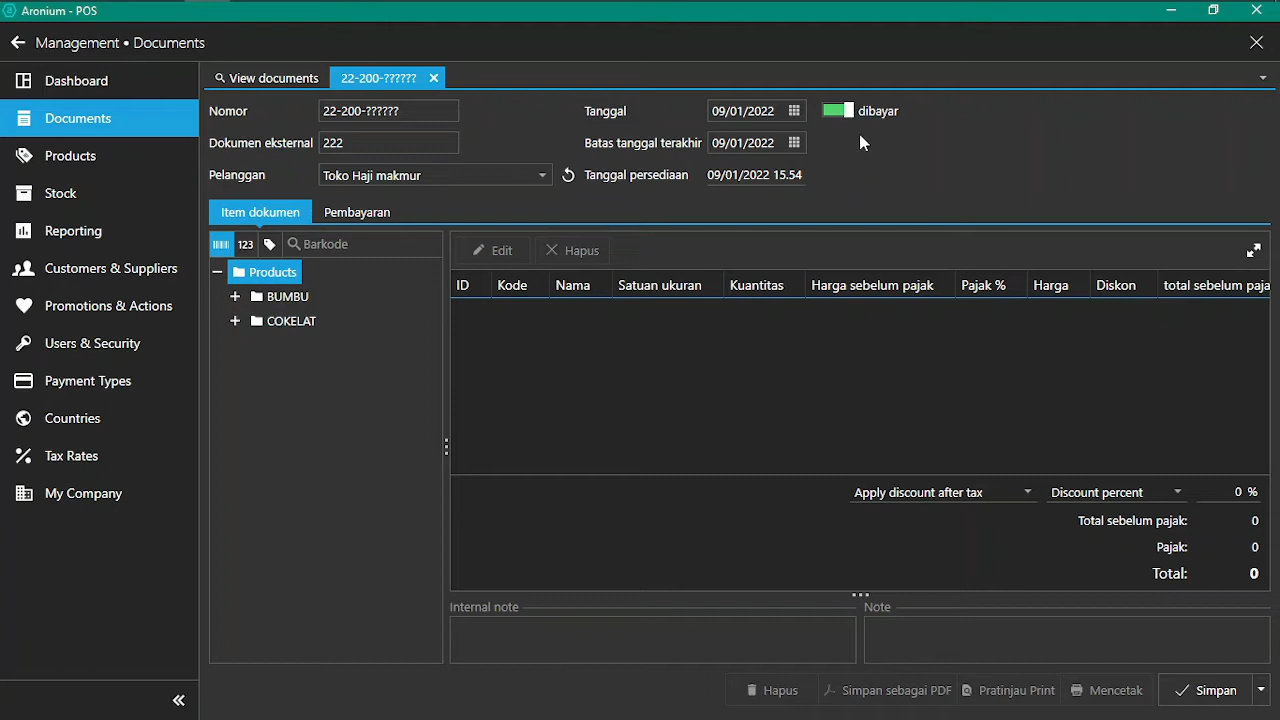 Aronium - POS
Management • Documents
Dashboard
Documents
Products
Stock
Reporting
Customers & Suppliers
Promotions & Actions
Users & Security
Payment Types
Countries
Tax Rates
My Company
View documents
22-200-??????
Nomor 22-200-??????
Dokumen eksternal 222
Pelanggan Toko Haji makmur
Tanggal 09/01/2022 dibayar
Batas tanggal terakhir 09/01/2022
Tanggal persediaan 09/01/2022 15.54
Item dokumen Pembayaran
123 Barkode
Products
BUMBU
COKELAT
Edit Hapus
ID Kode Nama Satuan ukuran Kuantitas Harga sebelum pajak Pajak % Harga Diskon total sebelum paja
Apply discount after tax Discount percent 0 %
Total sebelum pajak: 0
Pajak: 0
Total: 0
Internal note
Note
Hapus Simpan sebagai PDF Pratinjau Print Mencetak Simpan